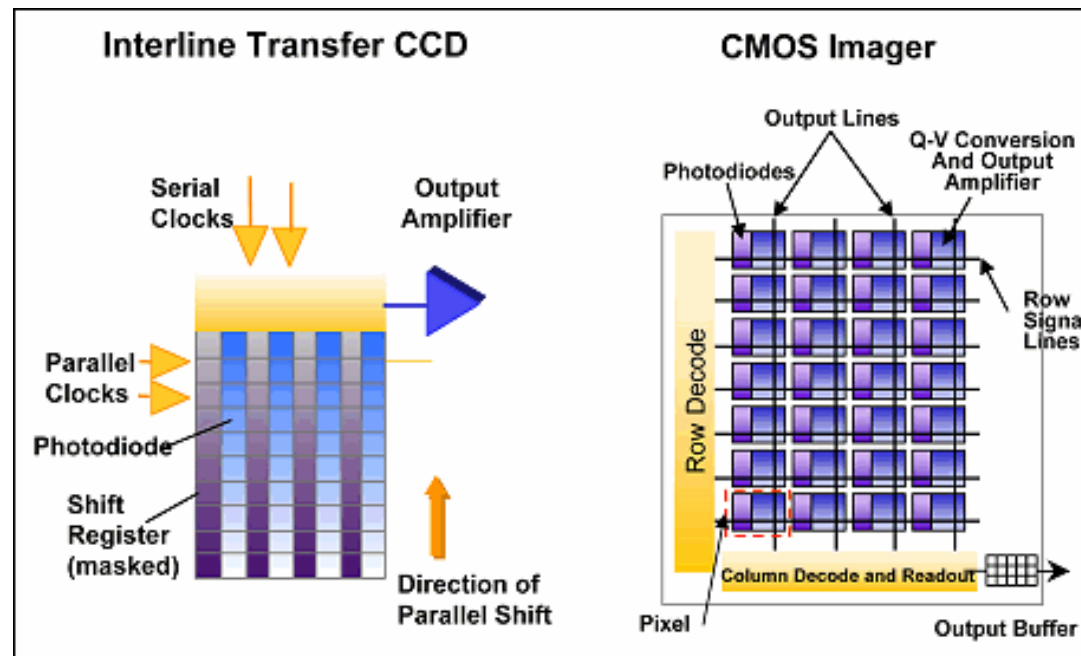 Interline Transfer CCD
Serial
Clocks
Output
Amplifier
Parallel
Clocks
Photodiode
Shift
Register
(masked)
Direction of
Parallel Shift
CMOS Imager
Output Lines
Photodiodes
Q-V Conversion
And Output
Amplifier
Row Decode
Row
Signa
Lines
Column Decode and Readout
Pixel
Output Buffer